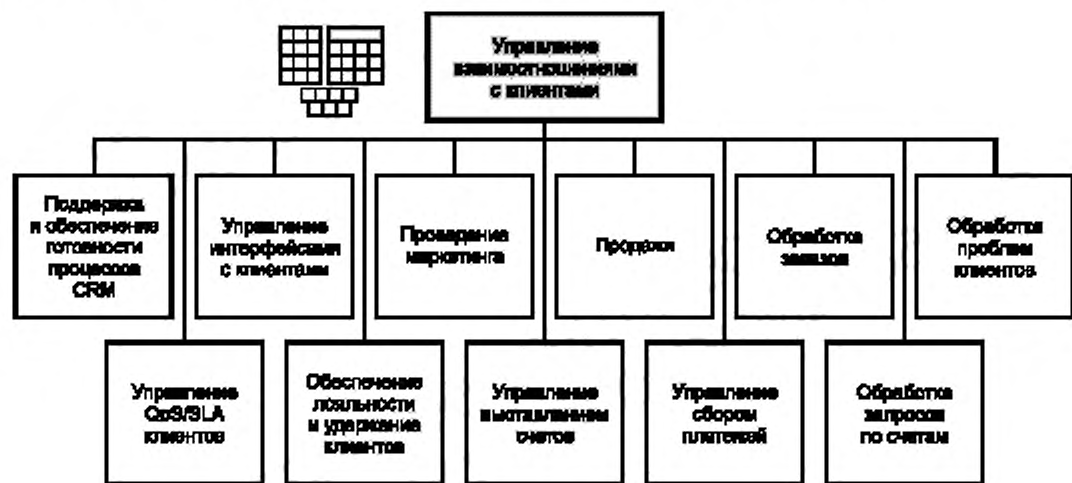 Управление
взаимоотношениями
с клиентами
Поддержка
и обеспечение
готовности
процессов
CRM
Управление
интерфейсами
с клиентами
Проведение
маркетинга
Продажи
Обработка
заказов
Обработка
проблем
клиентов
Управление
QoS/SLA
клиентов
Обеспечение
лояльности
и удержание
клиентов
Управление
выставлением
счетов
Управление
сбором
платежей
Обработка
запросов
по счетам